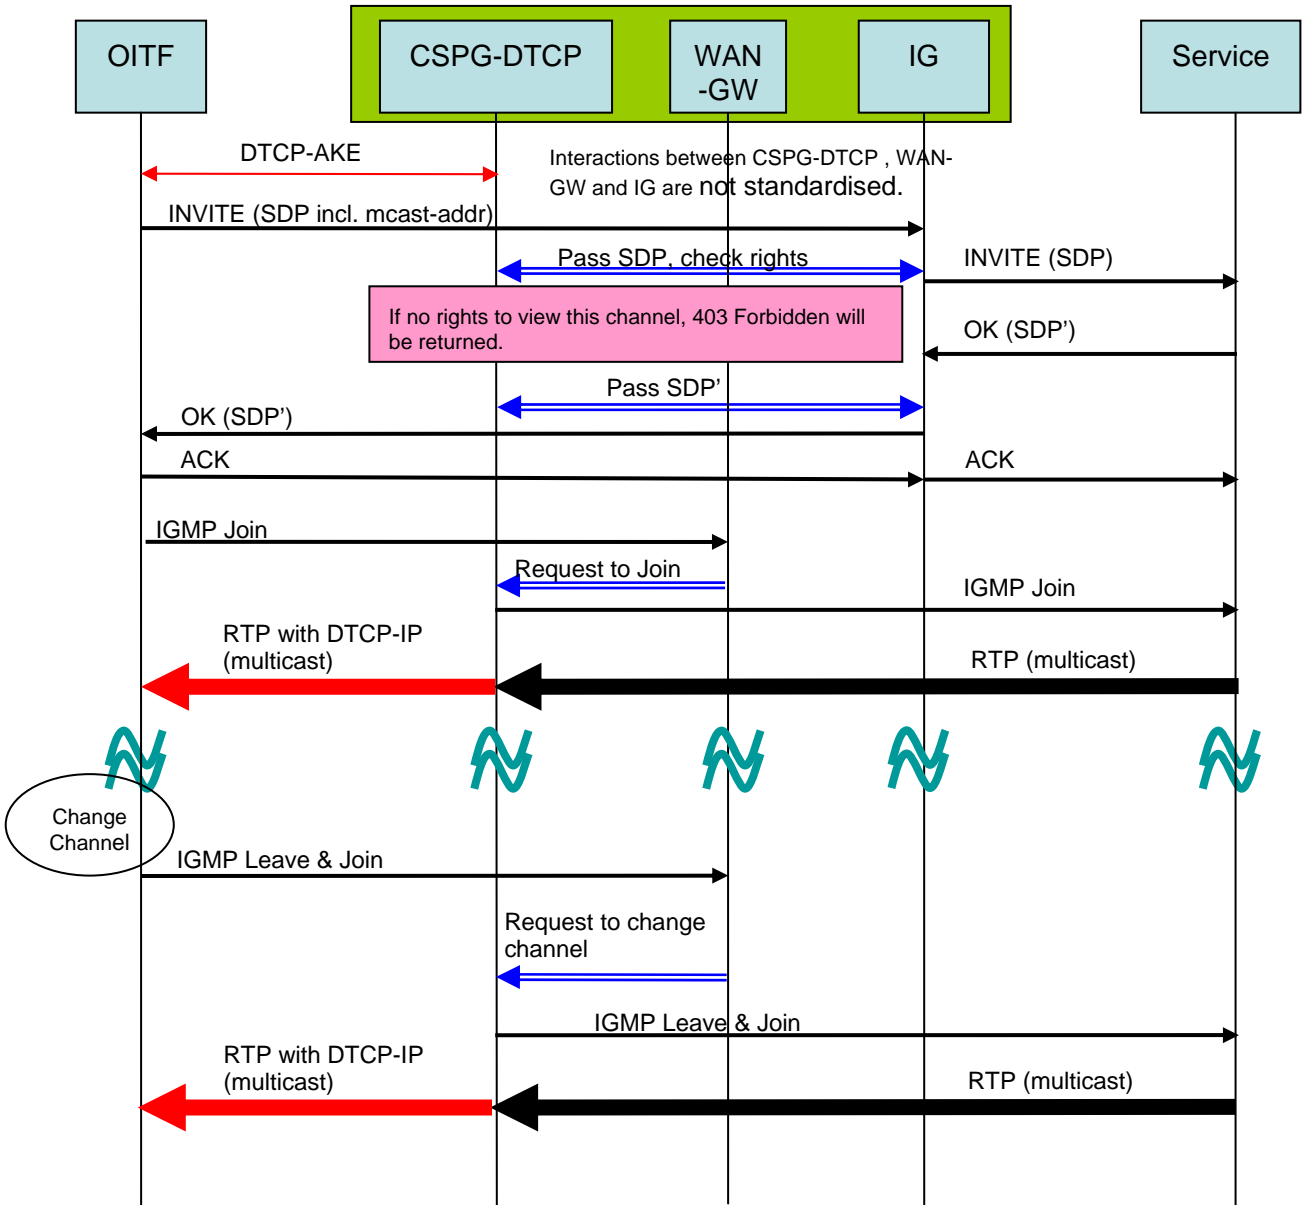 OITF
CSPG-DTCP
WAN
-GW
IG
Service
DTCP-AKE
Interactions between CSPG-DTCP , WAN-
GW and IG are not standardised.
INVITE (SDP incl. mcast-addr)
Pass SDP, check rights
INVITE (SDP)
If no rights to view this channel, 403 Forbidden will
be returned.
OK (SDP’)
Pass SDP’
OK (SDP’)
ACK
ACK
IGMP Join
Request to Join
IGMP Join
RTP with DTCP-IP
(multicast)
RTP (multicast)
Change
Channel
IGMP Leave & Join
Request to change
channel
IGMP Leave & Join
RTP with DTCP-IP
(multicast)
RTP (multicast)